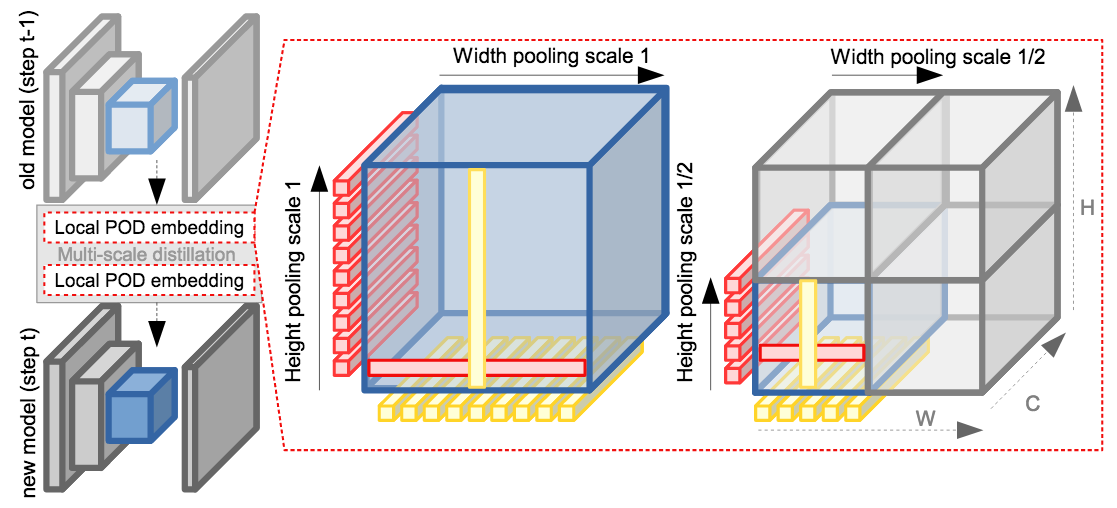 old model (step t-1)
Local POD embedding
Multi-scale distillation
Local POD embedding
new model (step t)
Width pooling scale 1
Height pooling scale 1
Width pooling scale 1/2
Height pooling scale 1/2
H
W
C